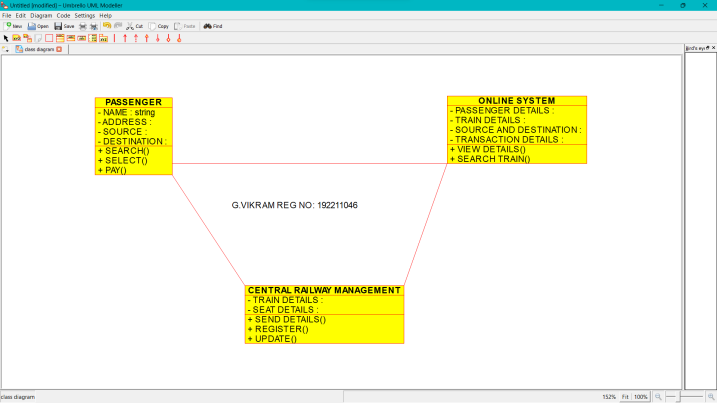 Untitled [modified] – Umbrello UML Modeller
File Edit Diagram Code Settings Help
New Open Save Cut Copy Paste Find
class diagram
Bird's eye
PASSENGER
- NAME : string
- ADDRESS :
- SOURCE :
- DESTINATION :
+ SEARCH()
+ SELECT()
+ PAY()
ONLINE SYSTEM
- PASSENGER DETAILS :
- TRAIN DETAILS :
- SOURCE AND DESTINATION :
- TRANSACTION DETAILS :
+ VIEW DETAILS()
+ SEARCH TRAIN()
G.VIKRAM REG NO: 192211046
CENTRAL RAILWAY MANAGEMENT
- TRAIN DETAILS :
- SEAT DETAILS :
+ SEND DETAILS()
+ REGISTER()
+ UPDATE()
class diagram
152% Fit 100%